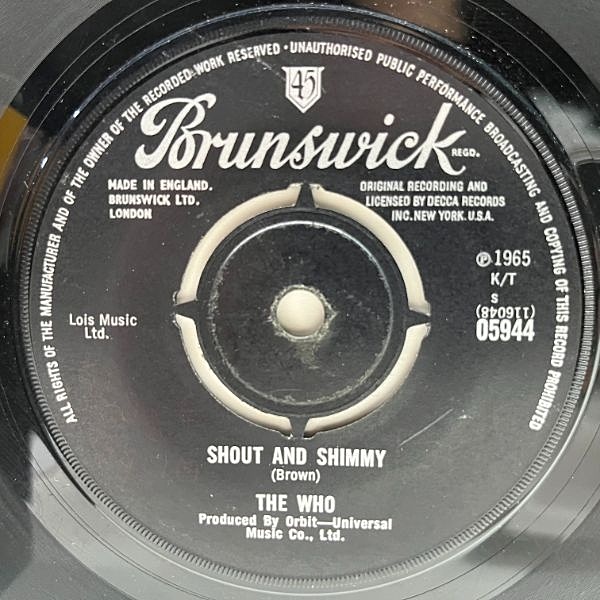 ALL RIGHTS OF THE MANUFACTURER AND OF THE OWNER OF THE RECORDED WORK RESERVED · UNAUTHORISED PUBLIC PERFORMANCE BROADCASTING AND COPYING OF THIS RECORD PROHIBITED
45
Brunswick REGD.
MADE IN ENGLAND.
BRUNSWICK LTD.
LONDON
ORIGINAL RECORDING AND
LICENSED BY DECCA RECORDS
INC. NEW YORK. U.S.A.
℗ 1965
K/T
S
(116048)
05944
Lois Music
Ltd.
SHOUT AND SHIMMY
(Brown)
THE WHO
Produced By Orbit—Universal
Music Co., Ltd.